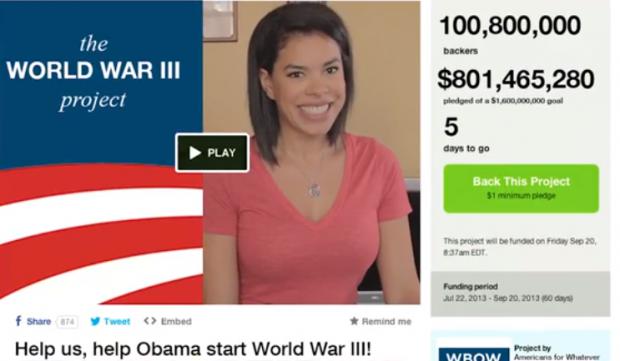 the
WORLD WAR III
project
PLAY
100,800,000
backers
$801,465,280
pledged of a $1,600,000,000 goal
5
days to go
Back This Project
$1 minimum pledge
This project will be funded on Friday Sep 20,
8:37am EDT.
Funding period
Jul 22, 2013 - Sep 20, 2013 (60 days)
f Share 874 Tweet <> Embed Remind me
Help us, help Obama start World War III!
WBOW
Project by
Americans for Whatever